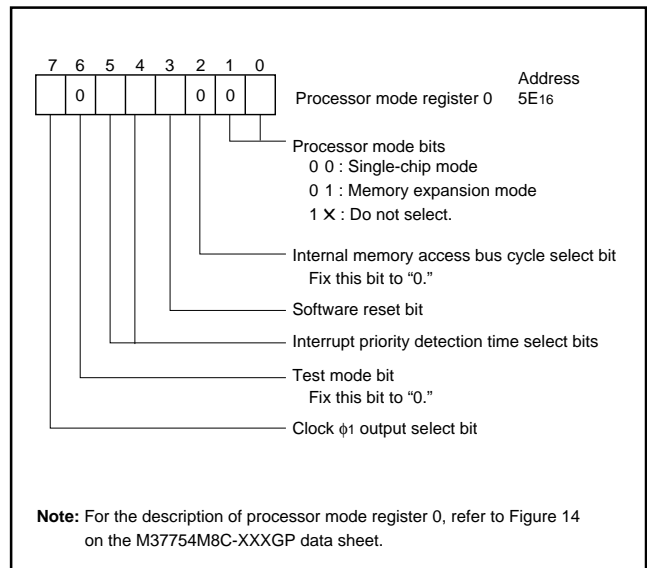 7 6 5 4 3 2 1 0
0 0 0
Processor mode register 0
Address
5E16
Processor mode bits
0 0 : Single-chip mode
0 1 : Memory expansion mode
1 ✕ : Do not select.
Internal memory access bus cycle select bit
Fix this bit to “0.”
Software reset bit
Interrupt priority detection time select bits
Test mode bit
Fix this bit to “0.”
Clock φ1 output select bit
Note: For the description of processor mode register 0, refer to Figure 14
on the M37754M8C-XXXGP data sheet.